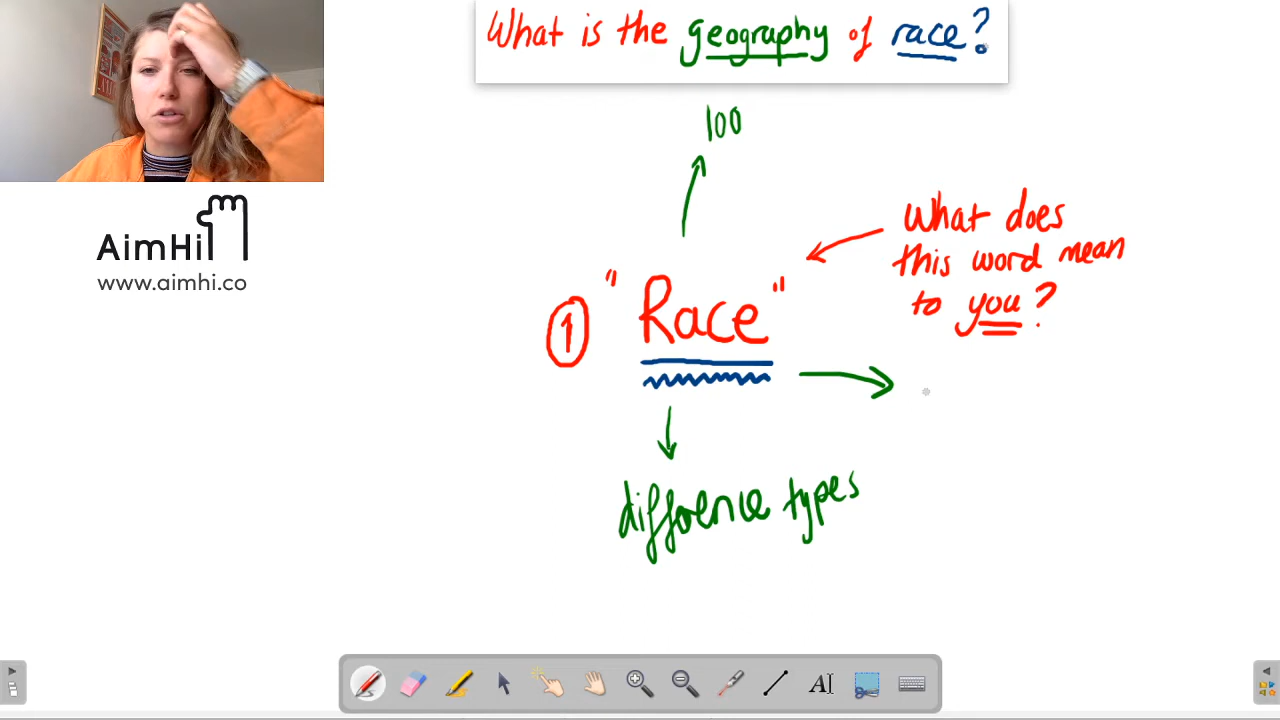 What is the geography of race?
AimHi
www.aimhi.co
100
What does
this word mean
to you?
1 "Race"
difference types